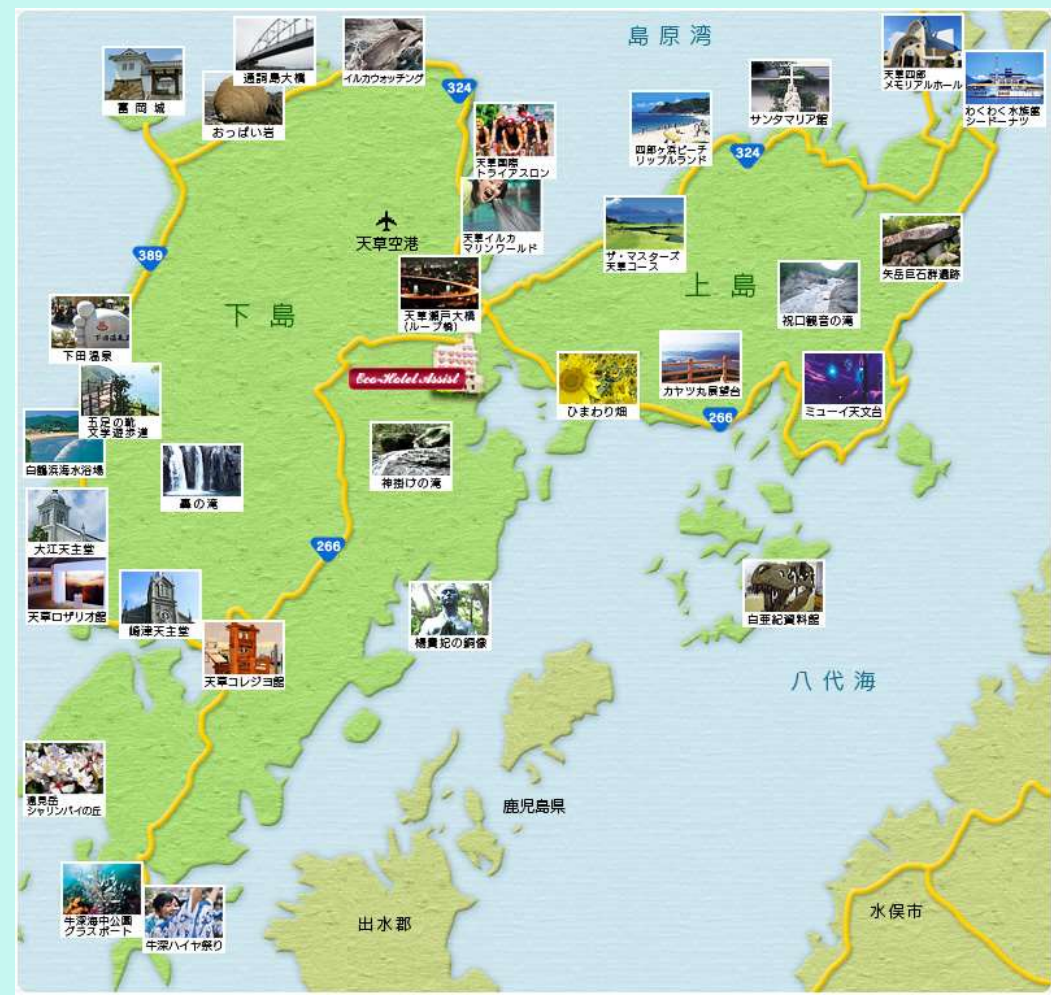 島原湾
富岡城
おっぱい岩
通詞島大橋
イルカウォッチング
324
天草国際
トライアスロン
天草イルカ
マリンワールド
四郎ヶ浜ビーチ
リップルランド
324
サンタマリア館
天草四郎
メモリアルホール
わくわく水族館
シードーナツ
天草空港
389
下島
下田温泉
天草瀬戸大橋
(ループ橋)
ザ・マスターズ
天草コース
上島
矢岳巨石群遺跡
祝口観音の滝
Eco-Hotel Assist
ひまわり畑
カヤツ丸展望台
266
ミューイ天文台
五足の靴
文学遊歩道
白鶴浜海水浴場
轟の滝
神掛けの滝
大江天主堂
266
天草ロザリオ館
崎津天主堂
天草コレジヨ館
楊貴妃の銅像
白亜紀資料館
八代海
遠見岳
シャリンバイの丘
鹿児島県
牛深海中公園
グラスボート
牛深ハイヤ祭り
出水郡
水俣市